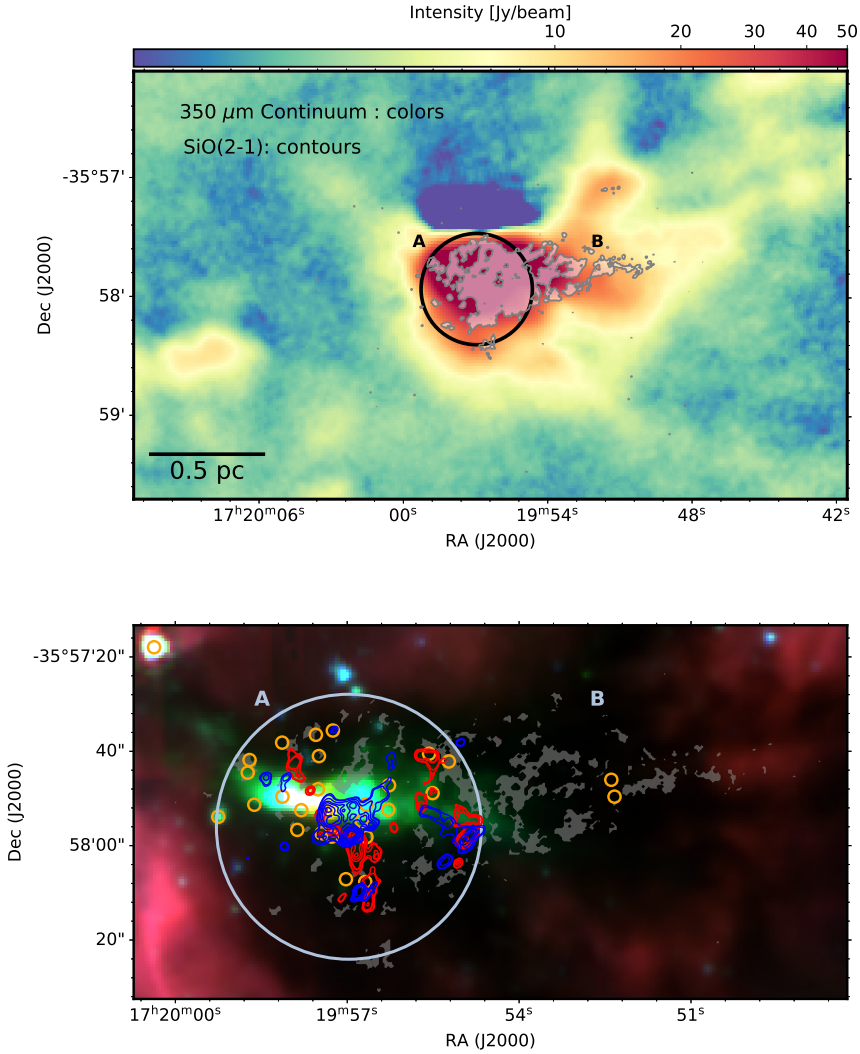 Intensity [Jy/beam]
10 20 30 40 50
350 μm Continuum : colors
SiO(2-1): contours
A B
-35°57'
58'
59'
Dec (J2000)
0.5 pc
17ʰ20ᵐ06ˢ 00ˢ 19ᵐ54ˢ 48ˢ 42ˢ
RA (J2000)
A B
-35°57'20"
40"
58'00"
20"
Dec (J2000)
17ʰ20ᵐ00ˢ 19ᵐ57ˢ 54ˢ 51ˢ
RA (J2000)